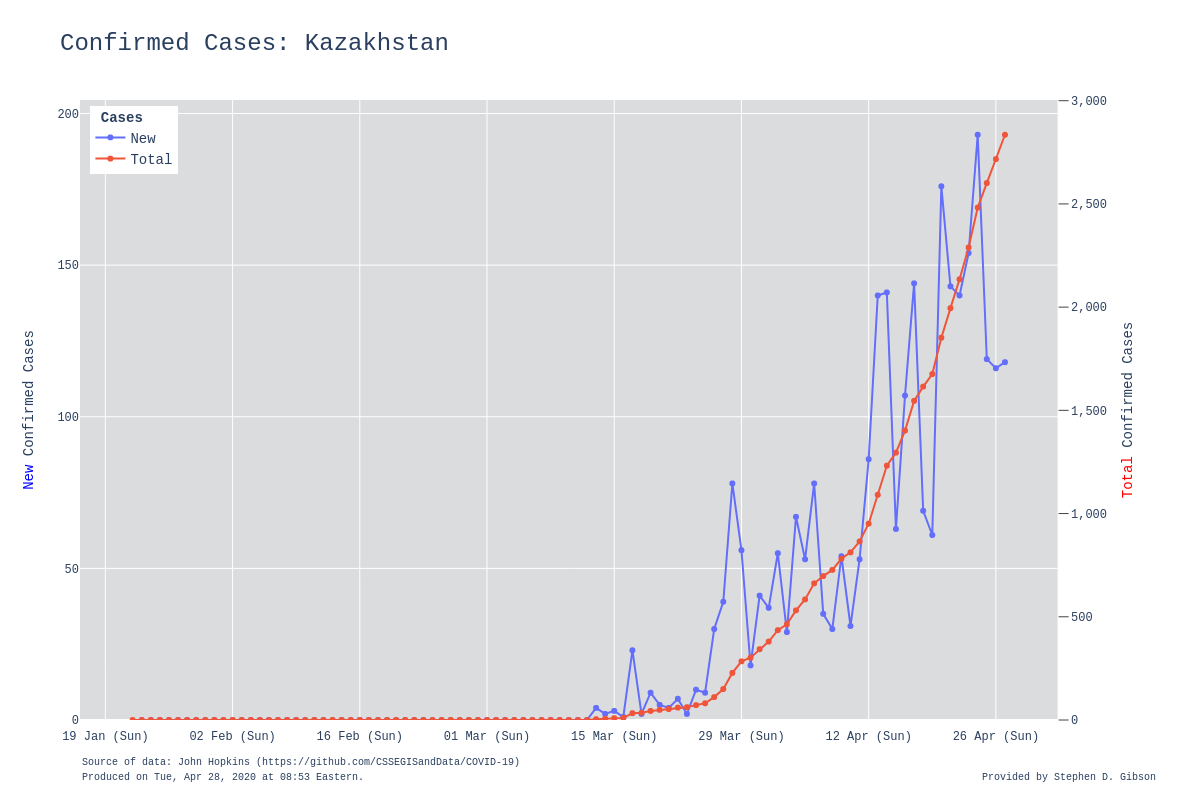 Confirmed Cases: Kazakhstan
Cases
New
Total
200
150
100
50
0
3,000
2,500
2,000
1,500
1,000
500
0
New Confirmed Cases
Total Confirmed Cases
19 Jan (Sun)
02 Feb (Sun)
16 Feb (Sun)
01 Mar (Sun)
15 Mar (Sun)
29 Mar (Sun)
12 Apr (Sun)
26 Apr (Sun)
Source of data: John Hopkins (https://github.com/CSSEGISandData/COVID-19)
Produced on Tue, Apr 28, 2020 at 08:53 Eastern.
Provided by Stephen D. Gibson